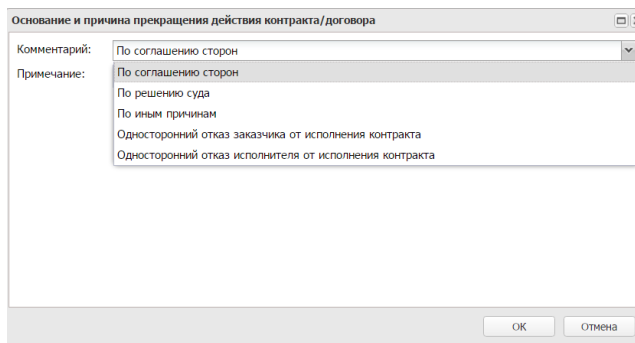 Основание и причина прекращения действия контракта/договора
Комментарий: По соглашению сторон
Примечание: По соглашению сторон
По решению суда
По иным причинам
Односторонний отказ заказчика от исполнения контракта
Односторонний отказ исполнителя от исполнения контракта
ОК Отмена